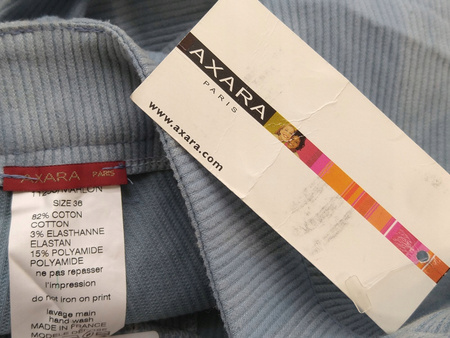 AXARA
PARIS
www.axara.com
AXARA PARIS
SIZE 36
82% COTON
COTTON
3% ELASTHANNE
ELASTAN
15% POLYAMIDE
POLYAMIDE
ne pas repasser
l'impression
do not iron on print
lavage main
hand wash
MADE IN FRANCE